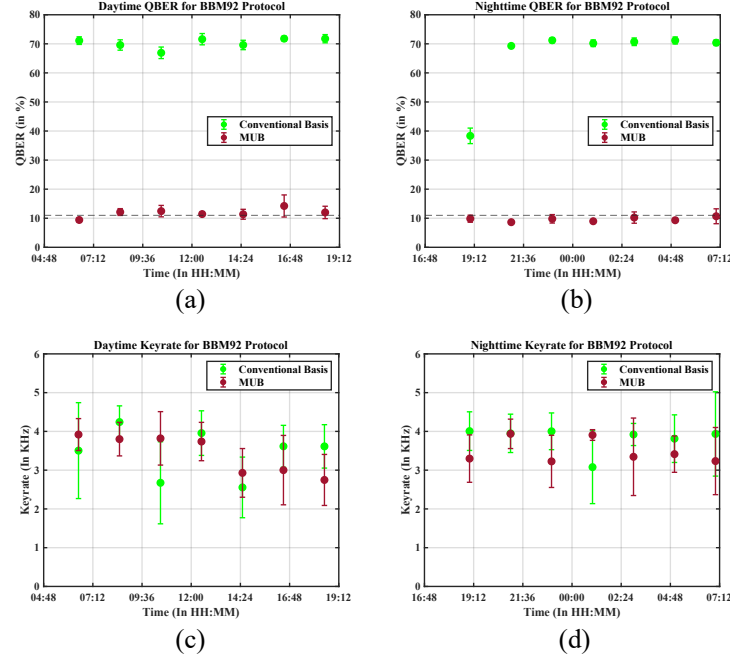 Daytime QBER for BBM92 Protocol
80
70
60
50
40
30
20
10
0
QBER (in %)
Conventional Basis
MUB
04:48 07:12 09:36 12:00 14:24 16:48 19:12
Time (In HH:MM)
(a)
Nighttime QBER for BBM92 Protocol
80
70
60
50
40
30
20
10
0
QBER (in %)
Conventional Basis
MUB
16:48 19:12 21:36 00:00 02:24 04:48 07:12
Time (In HH:MM)
(b)
Daytime Keyrate for BBM92 Protocol
6
5
4
3
2
1
0
Keyrate (In KHz)
Conventional Basis
MUB
04:48 07:12 09:36 12:00 14:24 16:48 19:12
Time (In HH:MM)
(c)
Nighttime Keyrate for BBM92 Protocol
6
5
4
3
2
1
0
Keyrate (In KHz)
Conventional Basis
MUB
16:48 19:12 21:36 00:00 02:24 04:48 07:12
Time (In HH:MM)
(d)